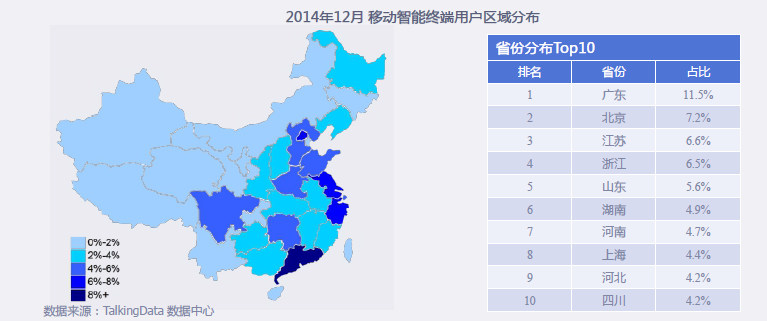 2014年12月 移动智能终端用户区域分布
0%-2%
2%-4%
4%-6%
6%-8%
8%+
数据来源：TalkingData 数据中心
省份分布Top10
排名 省份 占比
1 广东 11.5%
2 北京 7.2%
3 江苏 6.6%
4 浙江 6.5%
5 山东 5.6%
6 湖南 4.9%
7 河南 4.7%
8 上海 4.4%
9 河北 4.2%
10 四川 4.2%